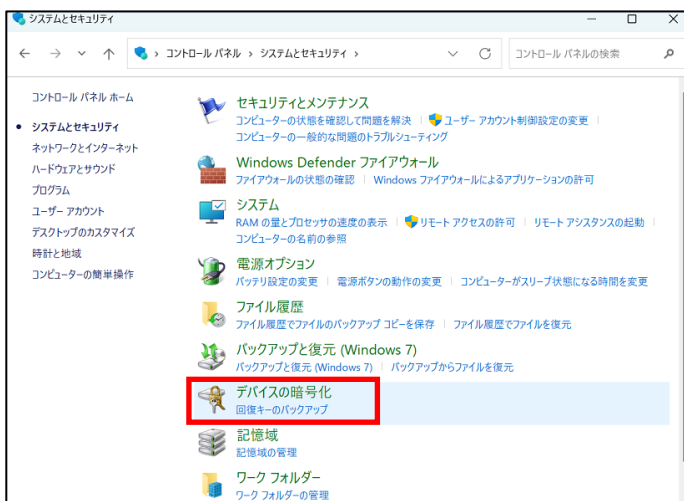 システムとセキュリティ
コントロール パネル > システムとセキュリティ >
コントロール パネルの検索
コントロール パネル ホーム
システムとセキュリティ
ネットワークとインターネット
ハードウェアとサウンド
プログラム
ユーザー アカウント
デスクトップのカスタマイズ
時計と地域
コンピューターの簡単操作
セキュリティとメンテナンス
コンピューターの状態を確認して問題を解決 | ユーザー アカウント制御設定の変更 |
コンピューターの一般的な問題のトラブルシューティング
Windows Defender ファイアウォール
ファイアウォールの状態の確認 | Windows ファイアウォールによるアプリケーションの許可
システム
RAM の量とプロセッサの速度の表示 | リモート アクセスの許可 | リモート アシスタンスの起動 |
コンピューターの名前の参照
電源オプション
バッテリ設定の変更 | 電源ボタンの動作の変更 | コンピューターがスリープ状態になる時間を変更
ファイル履歴
ファイル履歴でファイルのバックアップ コピーを保存 | ファイル履歴でファイルを復元
バックアップと復元 (Windows 7)
バックアップと復元 (Windows 7) | バックアップからファイルを復元
デバイスの暗号化
回復キーのバックアップ
記憶域
記憶域の管理
ワーク フォルダー
ワーク フォルダーの管理